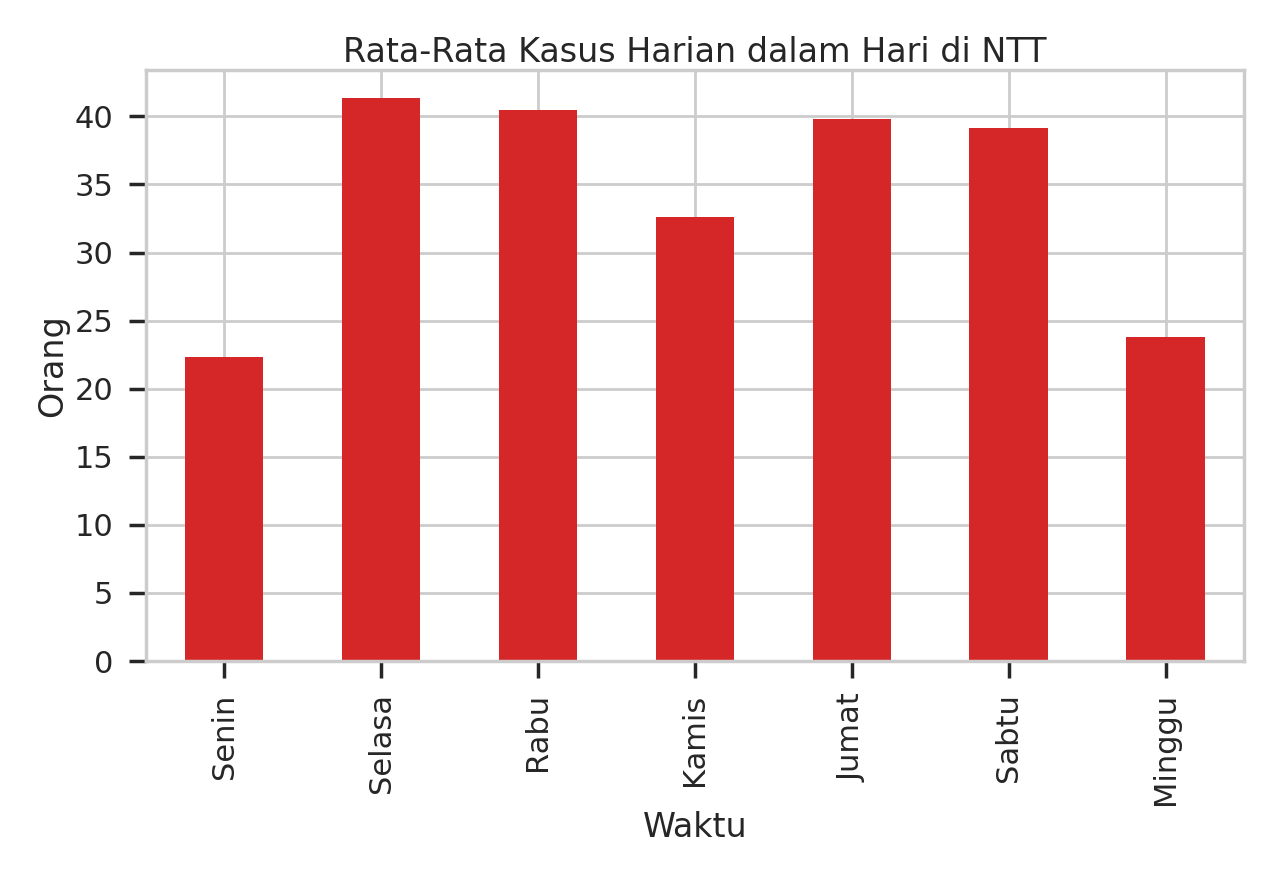 Rata-Rata Kasus Harian dalam Hari di NTT
Orang
40
35
30
25
20
15
10
5
0
Senin
Selasa
Rabu
Kamis
Jumat
Sabtu
Minggu
Waktu